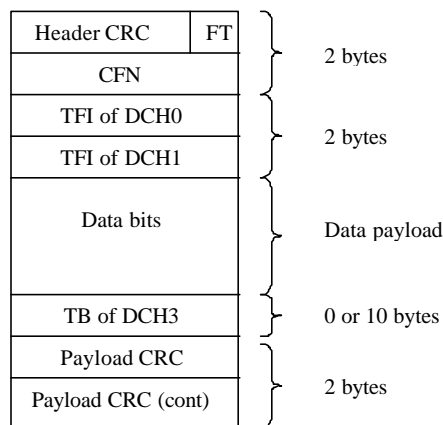 Header CRC FT
2 bytes
CFN
TFI of DCH0
2 bytes
TFI of DCH1
Data bits
Data payload
TB of DCH3
0 or 10 bytes
Payload CRC
2 bytes
Payload CRC (cont)